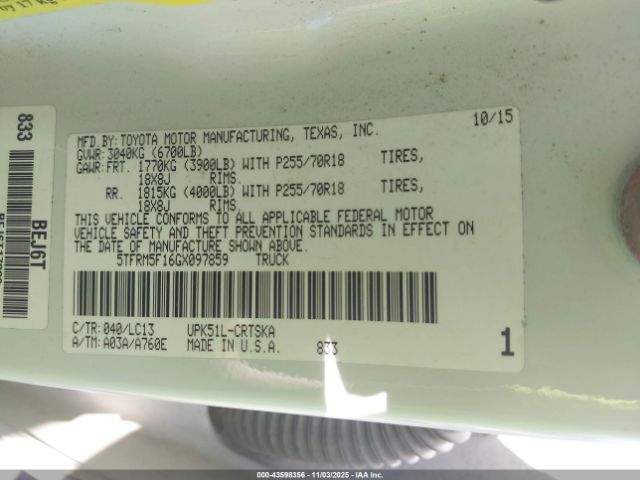 833
BEJ6T
10/15
MFD.BY:TOYOTA MOTOR MANUFACTURING, TEXAS, INC.
GVWR:3040KG (6700LB)
GAWR:FRT. 1770KG (3900LB) WITH P255/70R18 TIRES,
18X8J RIMS
RR. 1815KG (4000LB) WITH P255/70R18 TIRES,
18X8J RIMS
THIS VEHICLE CONFORMS TO ALL APPLICABLE FEDERAL MOTOR
VEHICLE SAFETY AND THEFT PREVENTION STANDARDS IN EFFECT ON THE
DATE OF MANUFACTURE SHOWN ABOVE.
5TFRM5F16GX097859 TRUCK
C/TR:040/LC13 UPK51L-CRTSKA
A/TM:A03A/A760E MADE IN U.S.A. 833 1
000-43598356 - 11/03/2025 - IAA Inc.